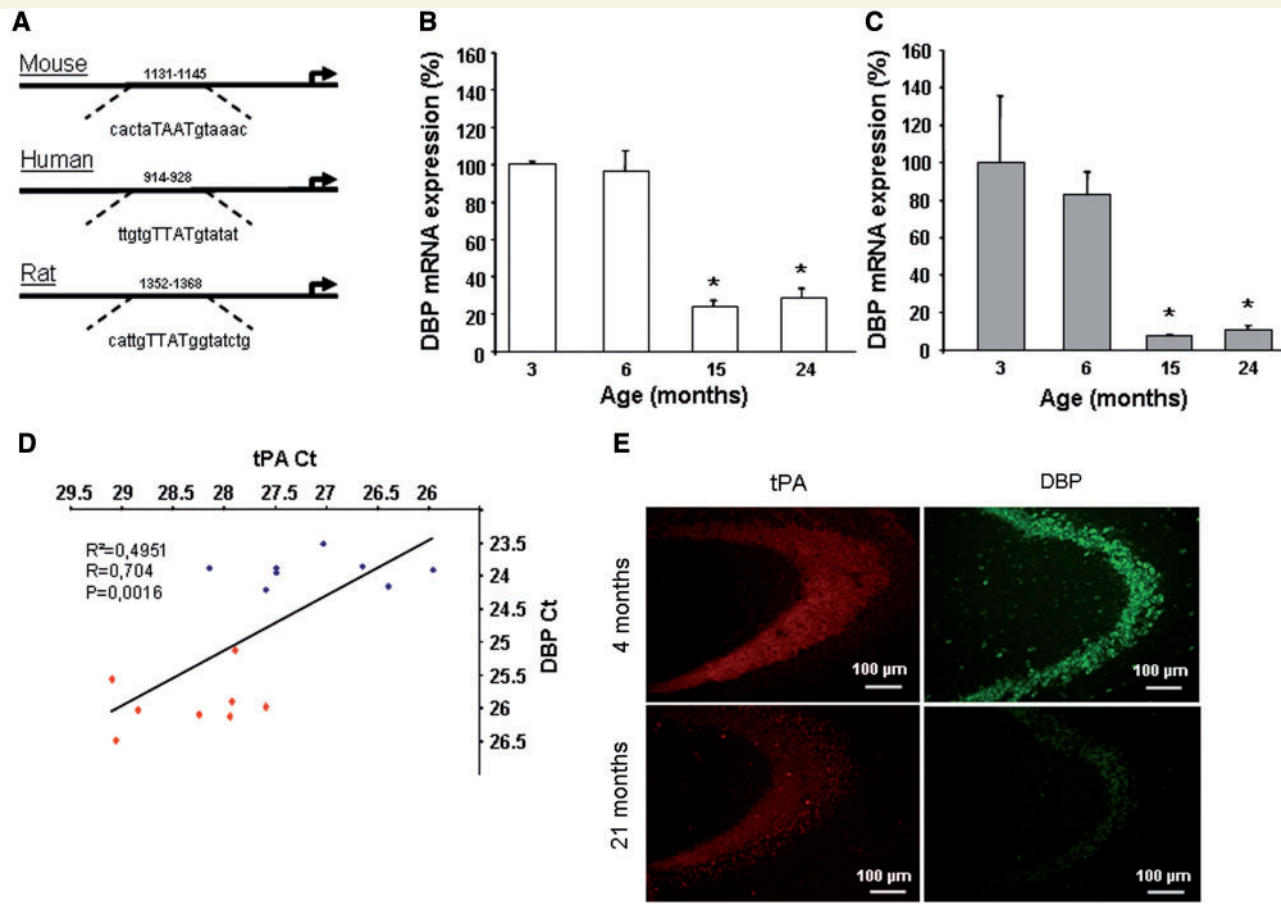 A
Mouse
1131-1145
cactaTAATgtaaac
Human
914-928
ttgtgTTATgtatat
Rat
1352-1368
cattgTTATggtatctg
B
DBP mRNA expression (%)
160
140
120
100
80
60
40
20
0
* *
3 6 15 24
Age (months)
C
DBP mRNA expression (%)
160
140
120
100
80
60
40
20
0
* *
3 6 15 24
Age (months)
D
tPA Ct
29.5 29 28.5 28 27.5 27 26.5 26
R²=0,4951
R=0,704
P=0,0016
23.5
24
24.5
25
25.5
26
26.5
DBP Ct
E
tPA DBP
4 months
100 µm 100 µm
21 months
100 µm 100 µm